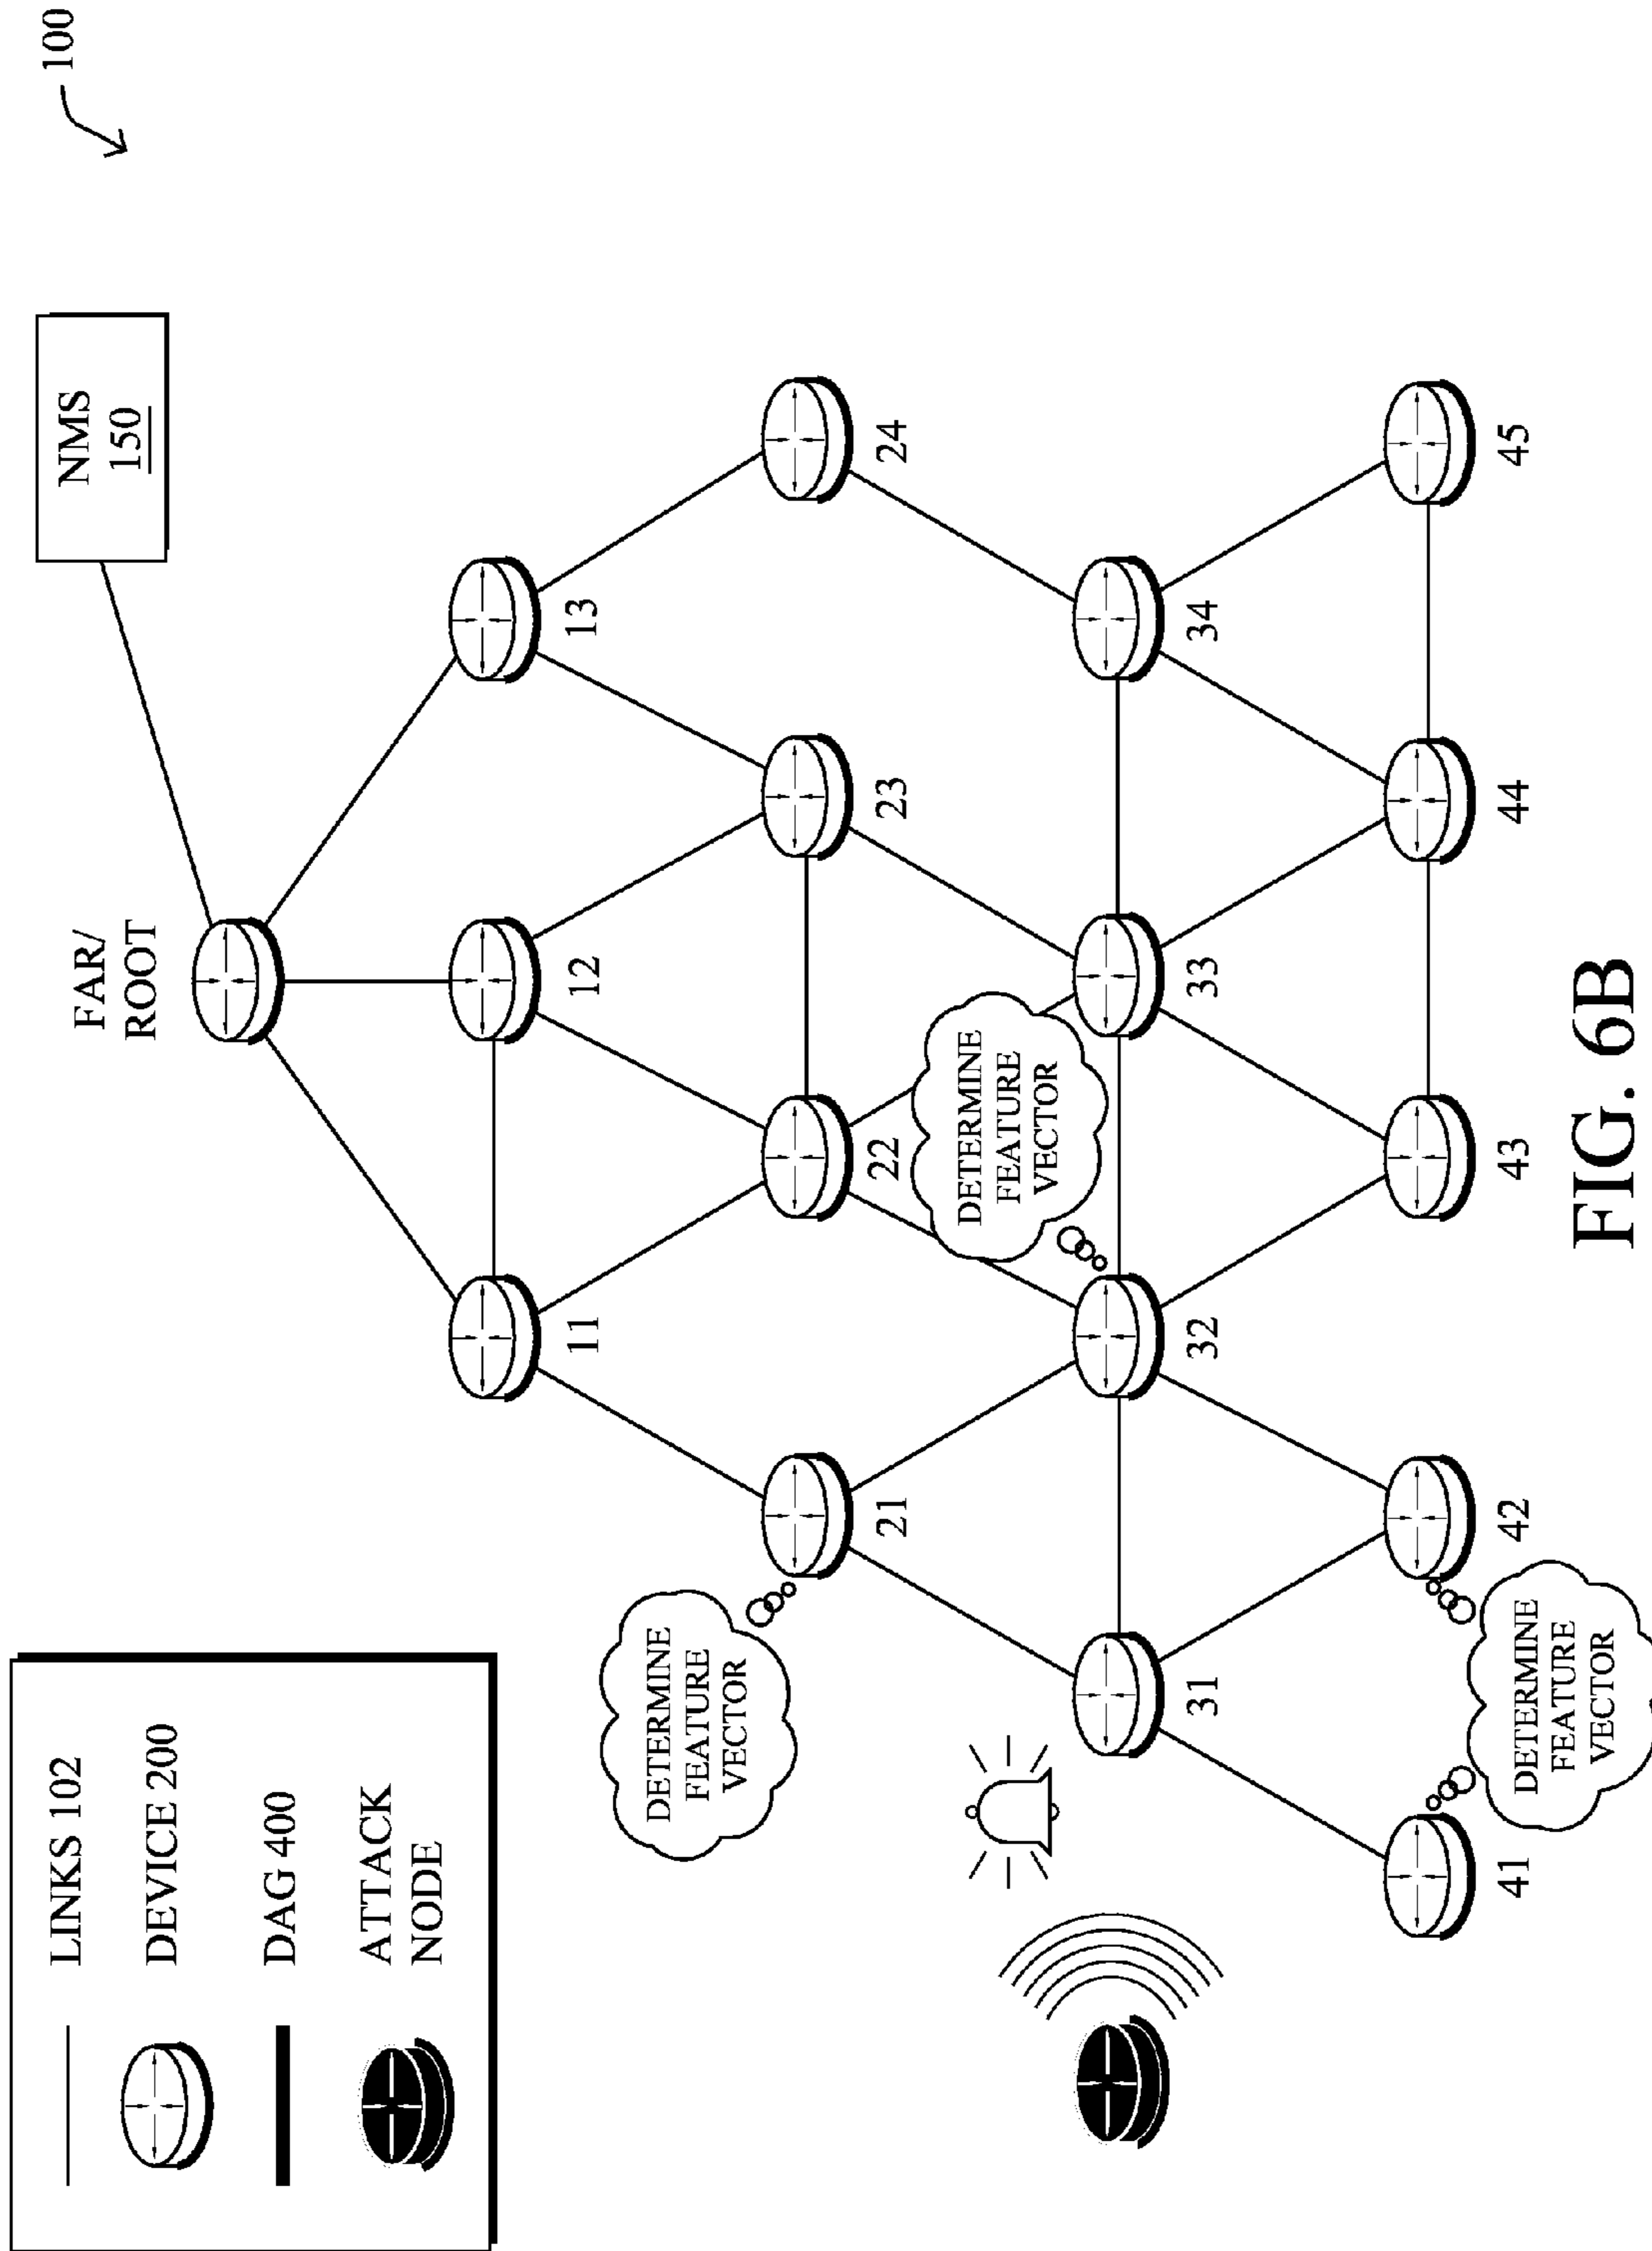 100
NMS
150
FAR/
ROOT
LINKS 102
DEVICE 200
DAG 400
ATTACK
NODE
11
12
13
21
22
23
24
DETERMINE
FEATURE
VECTOR
DETERMINE
FEATURE
VECTOR
31
32
33
34
41
42
43
44
45
DETERMINE
FEATURE
VECTOR
FIG. 6B